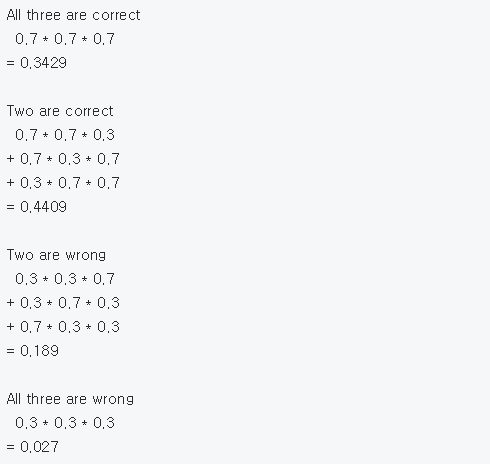 All three are correct
0.7 * 0.7 * 0.7
= 0.3429
Two are correct
0.7 * 0.7 * 0.3
+ 0.7 * 0.3 * 0.7
+ 0.3 * 0.7 * 0.7
= 0.4409
Two are wrong
0.3 * 0.3 * 0.7
+ 0.3 * 0.7 * 0.3
+ 0.7 * 0.3 * 0.3
= 0.189
All three are wrong
0.3 * 0.3 * 0.3
= 0.027